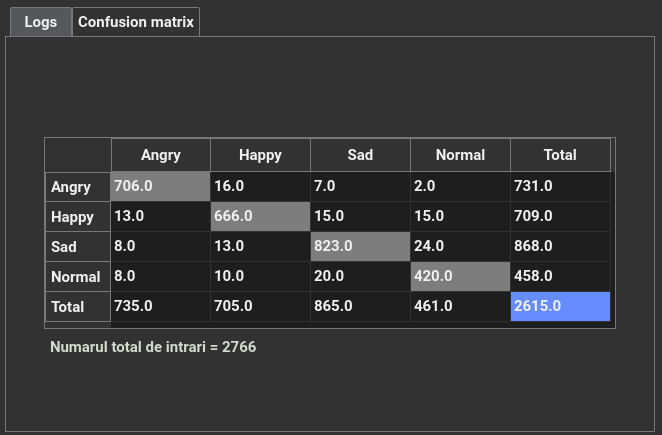 Logs Confusion matrix
Angry Happy Sad Normal Total
Angry 706.0 16.0 7.0 2.0 731.0
Happy 13.0 666.0 15.0 15.0 709.0
Sad 8.0 13.0 823.0 24.0 868.0
Normal 8.0 10.0 20.0 420.0 458.0
Total 735.0 705.0 865.0 461.0 2615.0
Numarul total de intrari = 2766